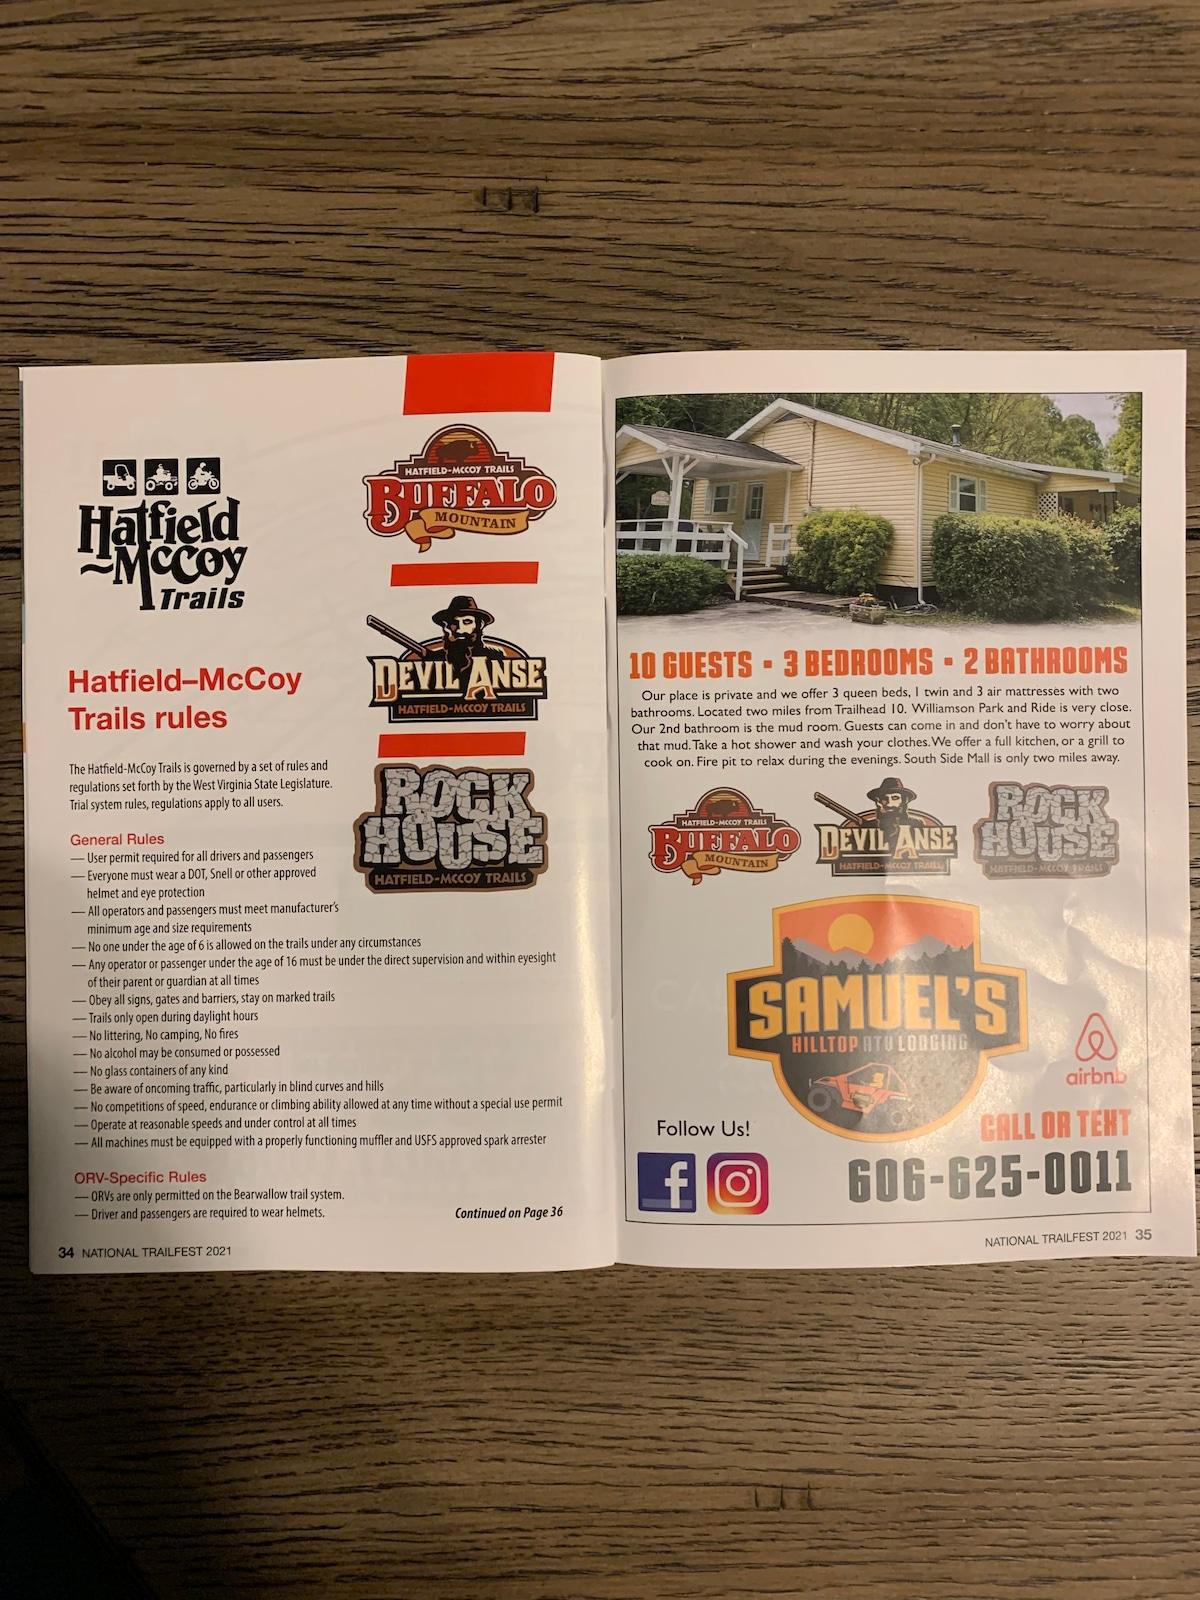 Hatfield
~McCoy
Trails
HATFIELD-MCCOY TRAILS
BUFFALO
MOUNTAIN
DEVIL ANSE
HATFIELD-MCCOY TRAILS
ROCK
HOUSE
HATFIELD-MCCOY TRAILS
Hatfield–McCoy
Trails rules
The Hatfield-McCoy Trails is governed by a set of rules and
regulations set forth by the West Virginia State Legislature.
Trial system rules, regulations apply to all users.
General Rules
— User permit required for all drivers and passengers
— Everyone must wear a DOT, Snell or other approved
helmet and eye protection
— All operators and passengers must meet manufacturer's
minimum age and size requirements
— No one under the age of 6 is allowed on the trails under any circumstances
— Any operator or passenger under the age of 16 must be under the direct supervision and within eyesight
of their parent or guardian at all times
— Obey all signs, gates and barriers, stay on marked trails
— Trails only open during daylight hours
— No littering, No camping, No fires
— No alcohol may be consumed or possessed
— No glass containers of any kind
— Be aware of oncoming traffic, particularly in blind curves and hills
— No competitions of speed, endurance or climbing ability allowed at any time without a special use permit
— Operate at reasonable speeds and under control at all times
— All machines must be equipped with a properly functioning muffler and USFS approved spark arrester
ORV-Specific Rules
— ORVs are only permitted on the Bearwallow trail system.
— Driver and passengers are required to wear helmets.
Continued on Page 36
34 NATIONAL TRAILFEST 2021
10 GUESTS ▪ 3 BEDROOMS ▪ 2 BATHROOMS
Our place is private and we offer 3 queen beds, 1 twin and 3 air mattresses with two
bathrooms. Located two miles from Trailhead 10. Williamson Park and Ride is very close.
Our 2nd bathroom is the mud room. Guests can come in and don't have to worry about
that mud. Take a hot shower and wash your clothes. We offer a full kitchen, or a grill to
cook on. Fire pit to relax during the evenings. South Side Mall is only two miles away.
HATFIELD-MCCOY TRAILS
BUFFALO
MOUNTAIN
DEVIL ANSE
HATFIELD-MCCOY TRAILS
ROCK
HOUSE
HATFIELD-MCCOY TRAILS
SAMUEL'S
HILLTOP ATV LODGING
airbnb
Follow Us!
CALL OR TEXT
606-625-0011
NATIONAL TRAILFEST 2021 35